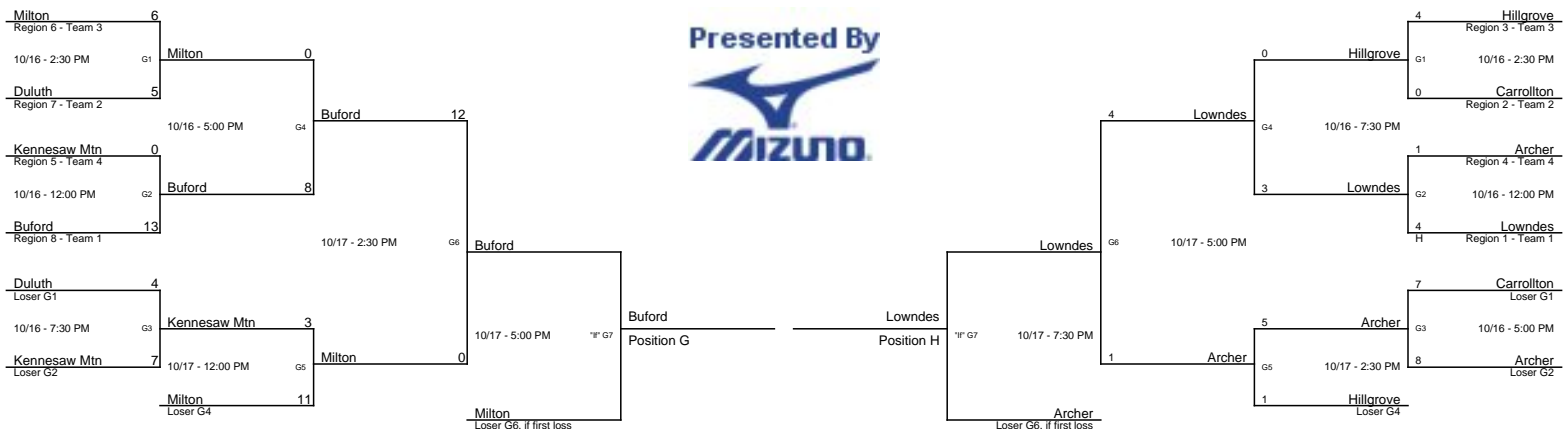 Presented By
MIZUNO
Milton 6
Region 6 - Team 3
10/16 - 2:30 PM G1
Duluth 5
Region 7 - Team 2
Milton 0
10/16 - 5:00 PM G4
Kennesaw Mtn 0
Region 5 - Team 4
10/16 - 12:00 PM G2
Buford 13
Region 8 - Team 1
Buford 8
Buford 12
10/17 - 2:30 PM G6
Duluth 4
Loser G1
10/16 - 7:30 PM G3
Kennesaw Mtn 7
Loser G2
Kennesaw Mtn 3
10/17 - 12:00 PM G5
Milton 11
Loser G4
Milton 0
Buford
10/17 - 5:00 PM "If" G7
Milton
Loser G6, if first loss
Buford
Position G
Lowndes
Position H
Lowndes
"If" G7 10/17 - 7:30 PM
Archer
Loser G6, if first loss
4 Lowndes
G6 10/17 - 5:00 PM
1 Archer
0 Hillgrove
G4 10/16 - 7:30 PM
3 Lowndes
4 Hillgrove
Region 3 - Team 3
G1 10/16 - 2:30 PM
0 Carrollton
Region 2 - Team 2
1 Archer
Region 4 - Team 4
G2 10/16 - 12:00 PM
4 Lowndes
H Region 1 - Team 1
5 Archer
G5 10/17 - 2:30 PM
1 Hillgrove
Loser G4
7 Carrollton
Loser G1
G3 10/16 - 5:00 PM
8 Archer
Loser G2